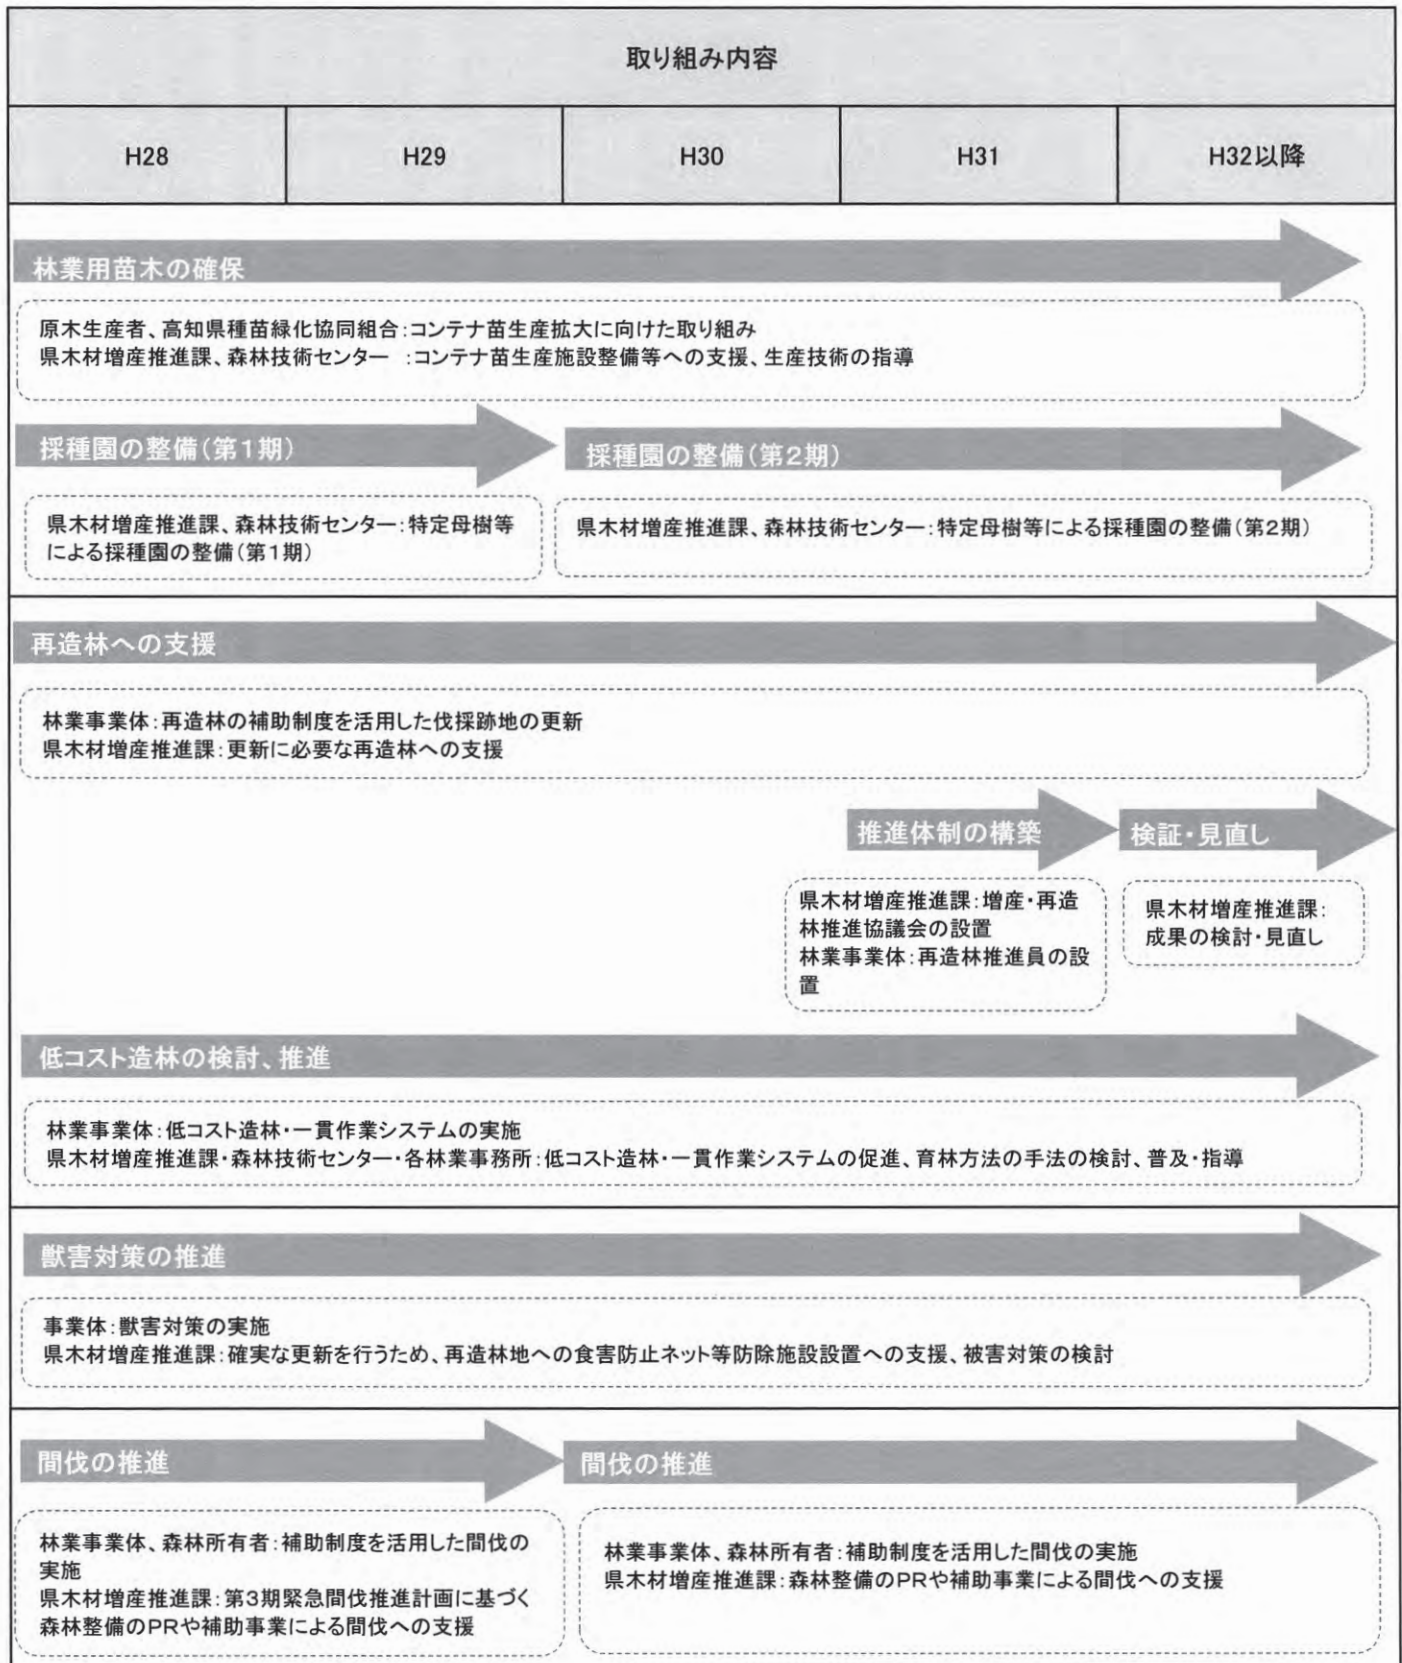 取り組み内容
H28
H29
H30
H31
H32以降
林業用苗木の確保
原木生産者、高知県種苗緑化協同組合:コンテナ苗生産拡大に向けた取り組み
県木材増産推進課、森林技術センター :コンテナ苗生産施設整備等への支援、生産技術の指導
採種園の整備(第1期)
採種園の整備(第2期)
県木材増産推進課、森林技術センター:特定母樹等
による採種園の整備(第1期)
県木材増産推進課、森林技術センター:特定母樹等による採種園の整備(第2期)
再造林への支援
林業事業体:再造林の補助制度を活用した伐採跡地の更新
県木材増産推進課:更新に必要な再造林への支援
推進体制の構築
検証・見直し
県木材増産推進課:増産・再造
林推進協議会の設置
林業事業体:再造林推進員の設
置
県木材増産推進課:
成果の検討・見直し
低コスト造林の検討、推進
林業事業体:低コスト造林・一貫作業システムの実施
県木材増産推進課・森林技術センター・各林業事務所:低コスト造林・一貫作業システムの促進、育林方法の手法の検討、普及・指導
獣害対策の推進
事業体:獣害対策の実施
県木材増産推進課:確実な更新を行うため、再造林地への食害防止ネット等防除施設設置への支援、被害対策の検討
間伐の推進
間伐の推進
林業事業体、森林所有者:補助制度を活用した間伐の
実施
県木材増産推進課:第3期緊急間伐推進計画に基づく
森林整備のPRや補助事業による間伐への支援
林業事業体、森林所有者:補助制度を活用した間伐の実施
県木材増産推進課:森林整備のPRや補助事業による間伐への支援